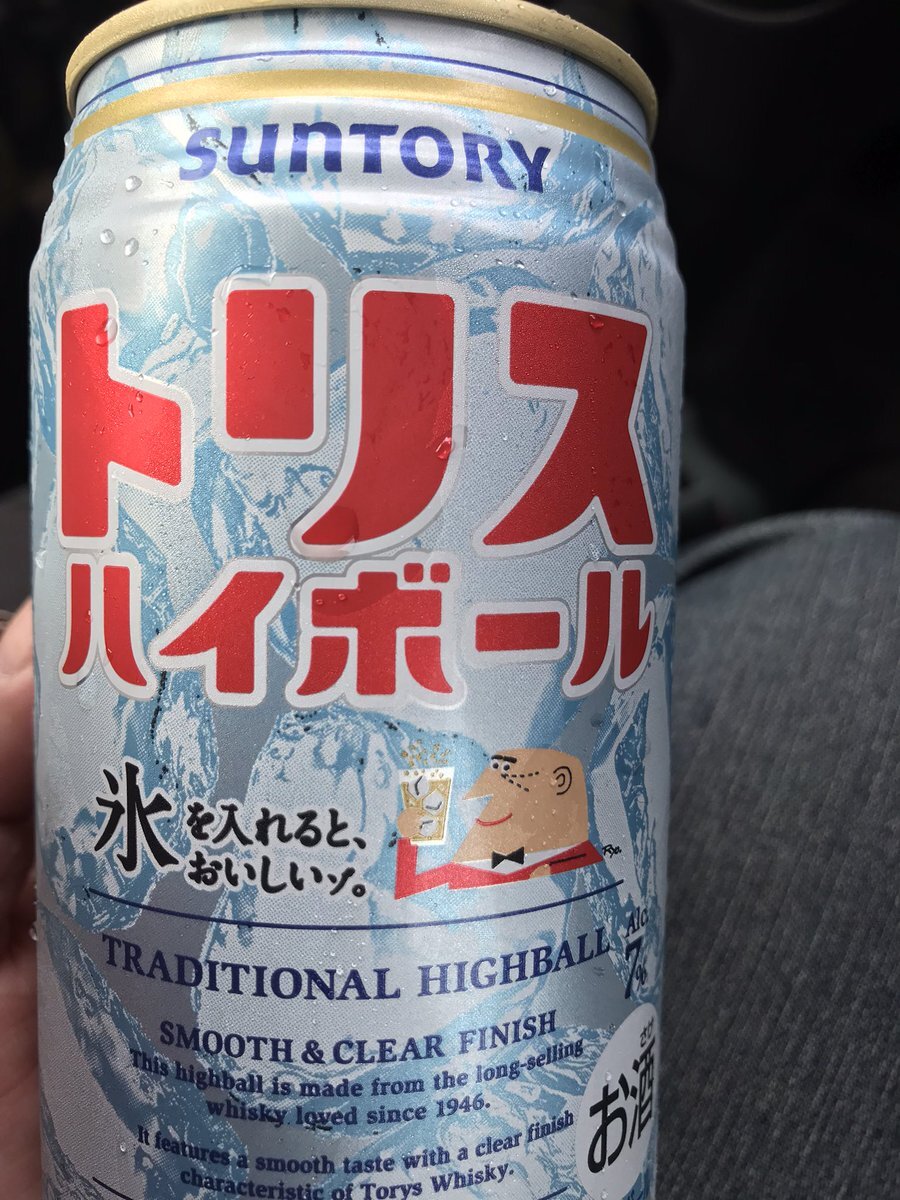 SUNTORY
トリス
ハイボール
氷を入れると、
おいしいゾ。
TRADITIONAL HIGHBALL
Alc.
7%
SMOOTH & CLEAR FINISH
This highball is made from the long-selling
whisky loved since 1946.
It features a smooth taste with a clear finish
characteristic of Torys Whisky.
さけ
お酒